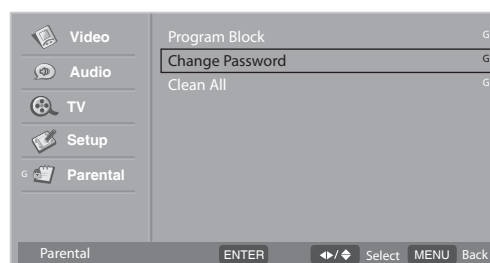 Video
Audio
TV
Setup
G Parental
Program Block G
Change Password G
Clean All G
Parental ENTER / Select MENU Back